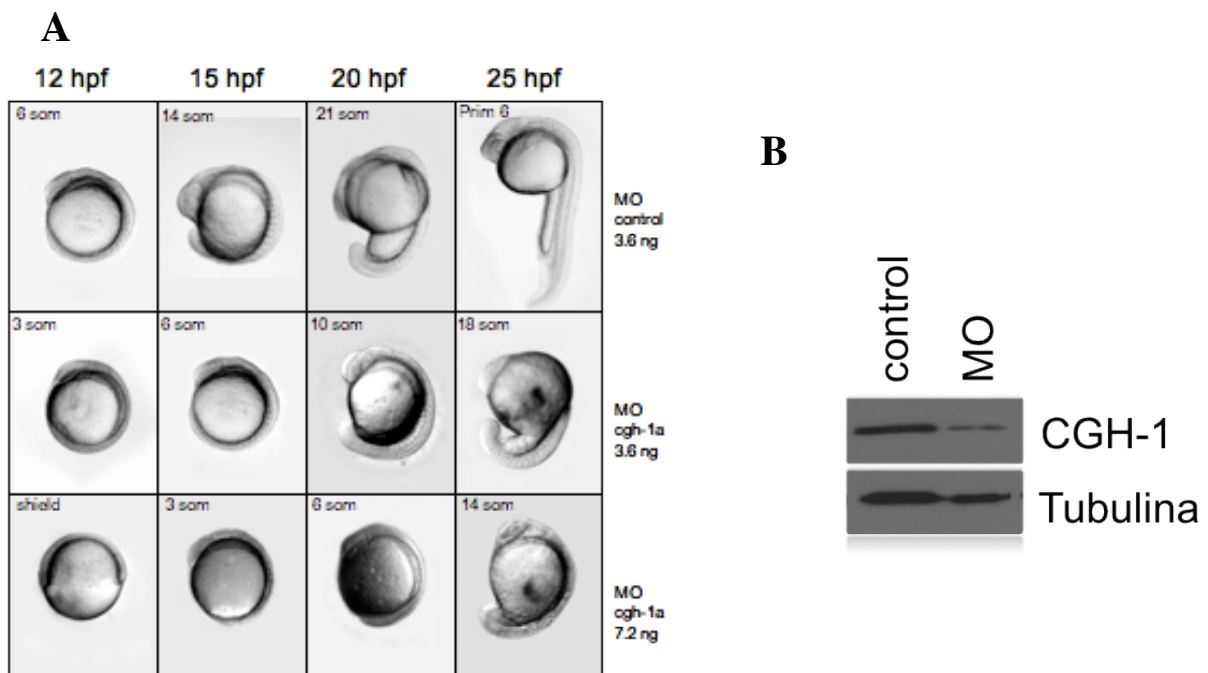 A
12 hpf 15 hpf 20 hpf 25 hpf
6 som 14 som 21 som Prim 6
MO
control
3.6 ng
3 som 6 som 10 som 18 som
MO
cgh-1a
3.6 ng
shield 3 som 6 som 14 som
MO
cgh-1a
7.2 ng
B
control MO
CGH-1
Tubulina